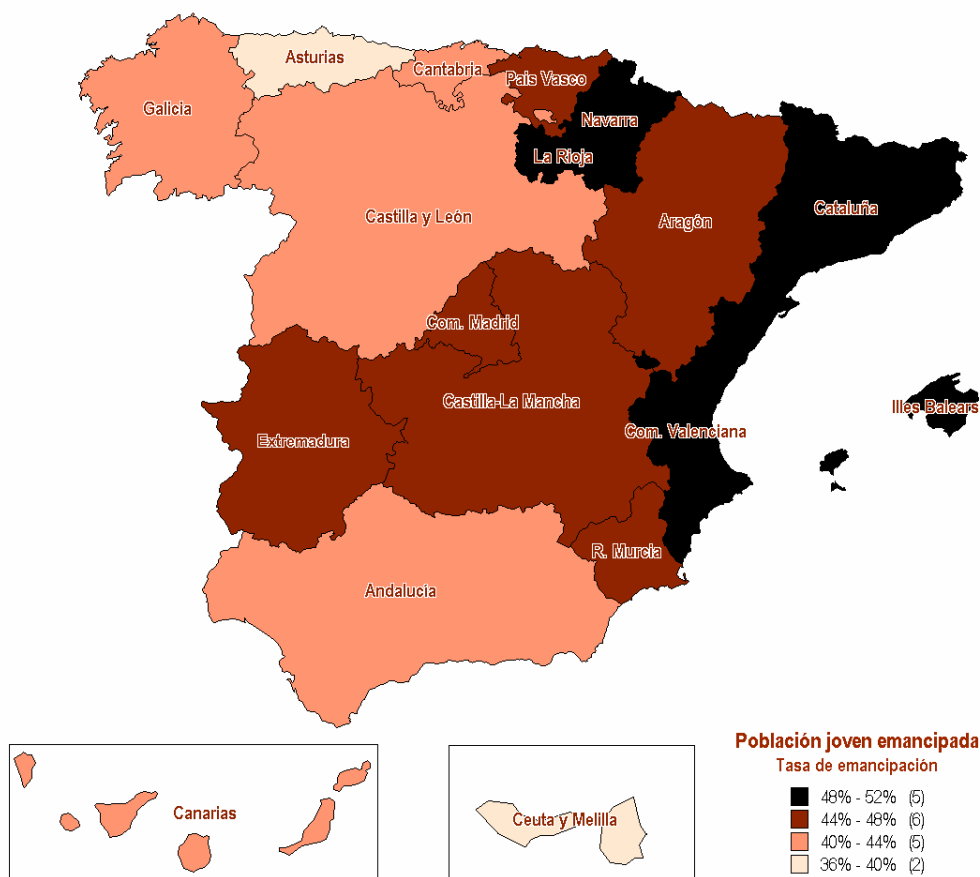 Asturias
Cantabria
Pais Vasco
Galicia
Navarra
La Rioja
Castilla y León
Cataluña
Aragón
Com. Madrid
Castilla-La Mancha
Illes Balears
Com. Valenciana
Extremadura
R. Murcia
Andalucía
Canarias
Ceuta y Melilla
Población joven emancipada
Tasa de emancipación
48% - 52% (5)
44% - 48% (6)
40% - 44% (5)
36% - 40% (2)